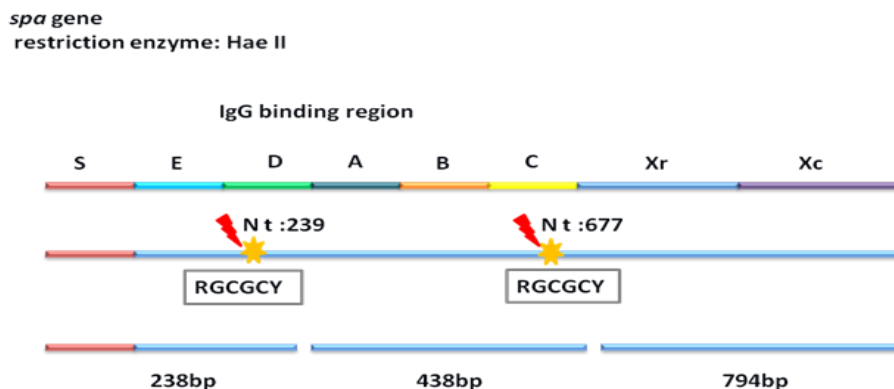 spa gene
restriction enzyme: Hae II
IgG binding region
S E D A B C Xr Xc
N t :239 N t :677
RGCGCY RGCGCY
238bp 438bp 794bp